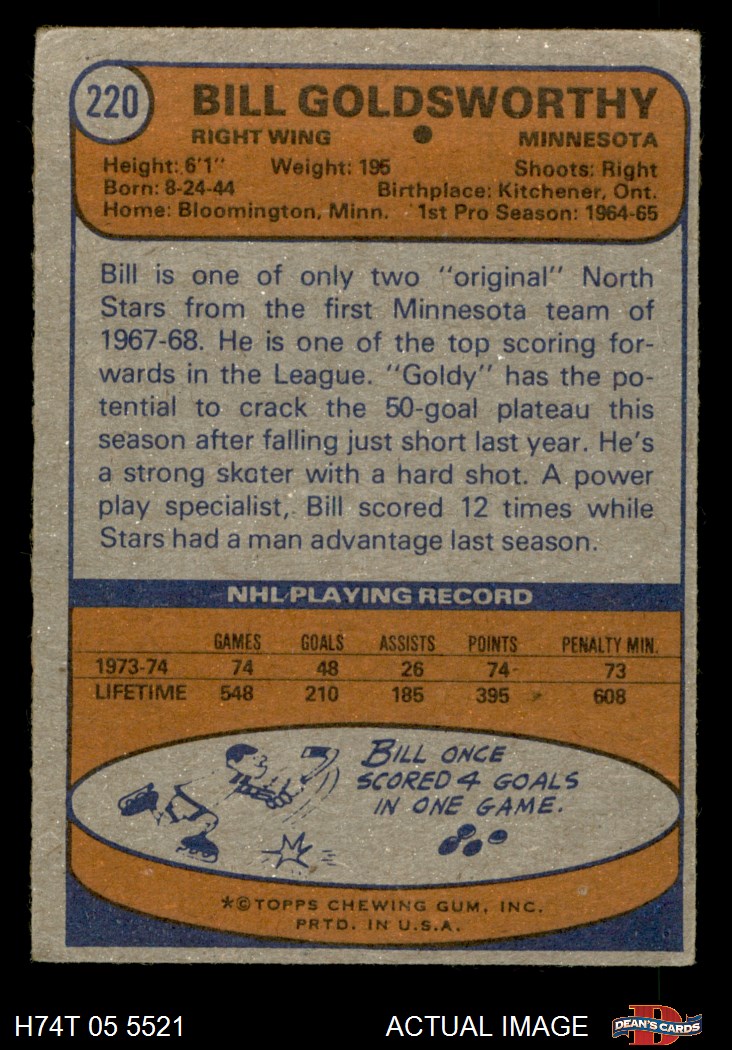 220
BILL GOLDSWORTHY
RIGHT WING ● MINNESOTA
Height: 6'1" Weight: 195 Shoots: Right
Born: 8-24-44 Birthplace: Kitchener, Ont.
Home: Bloomington, Minn. 1st Pro Season: 1964-65
Bill is one of only two "original" North
Stars from the first Minnesota team of
1967-68. He is one of the top scoring for-
wards in the League. "Goldy" has the po-
tential to crack the 50-goal plateau this
season after falling just short last year. He's
a strong skater with a hard shot. A power
play specialist, Bill scored 12 times while
Stars had a man advantage last season.
NHL PLAYING RECORD
GAMES GOALS ASSISTS POINTS PENALTY MIN.
1973-74 74 48 26 74 73
LIFETIME 548 210 185 395 608
BILL ONCE
SCORED 4 GOALS
IN ONE GAME.
*© TOPPS CHEWING GUM, INC.
PRTD. IN U.S.A.
H74T 05 5521 ACTUAL IMAGE D DEAN'S CARDS